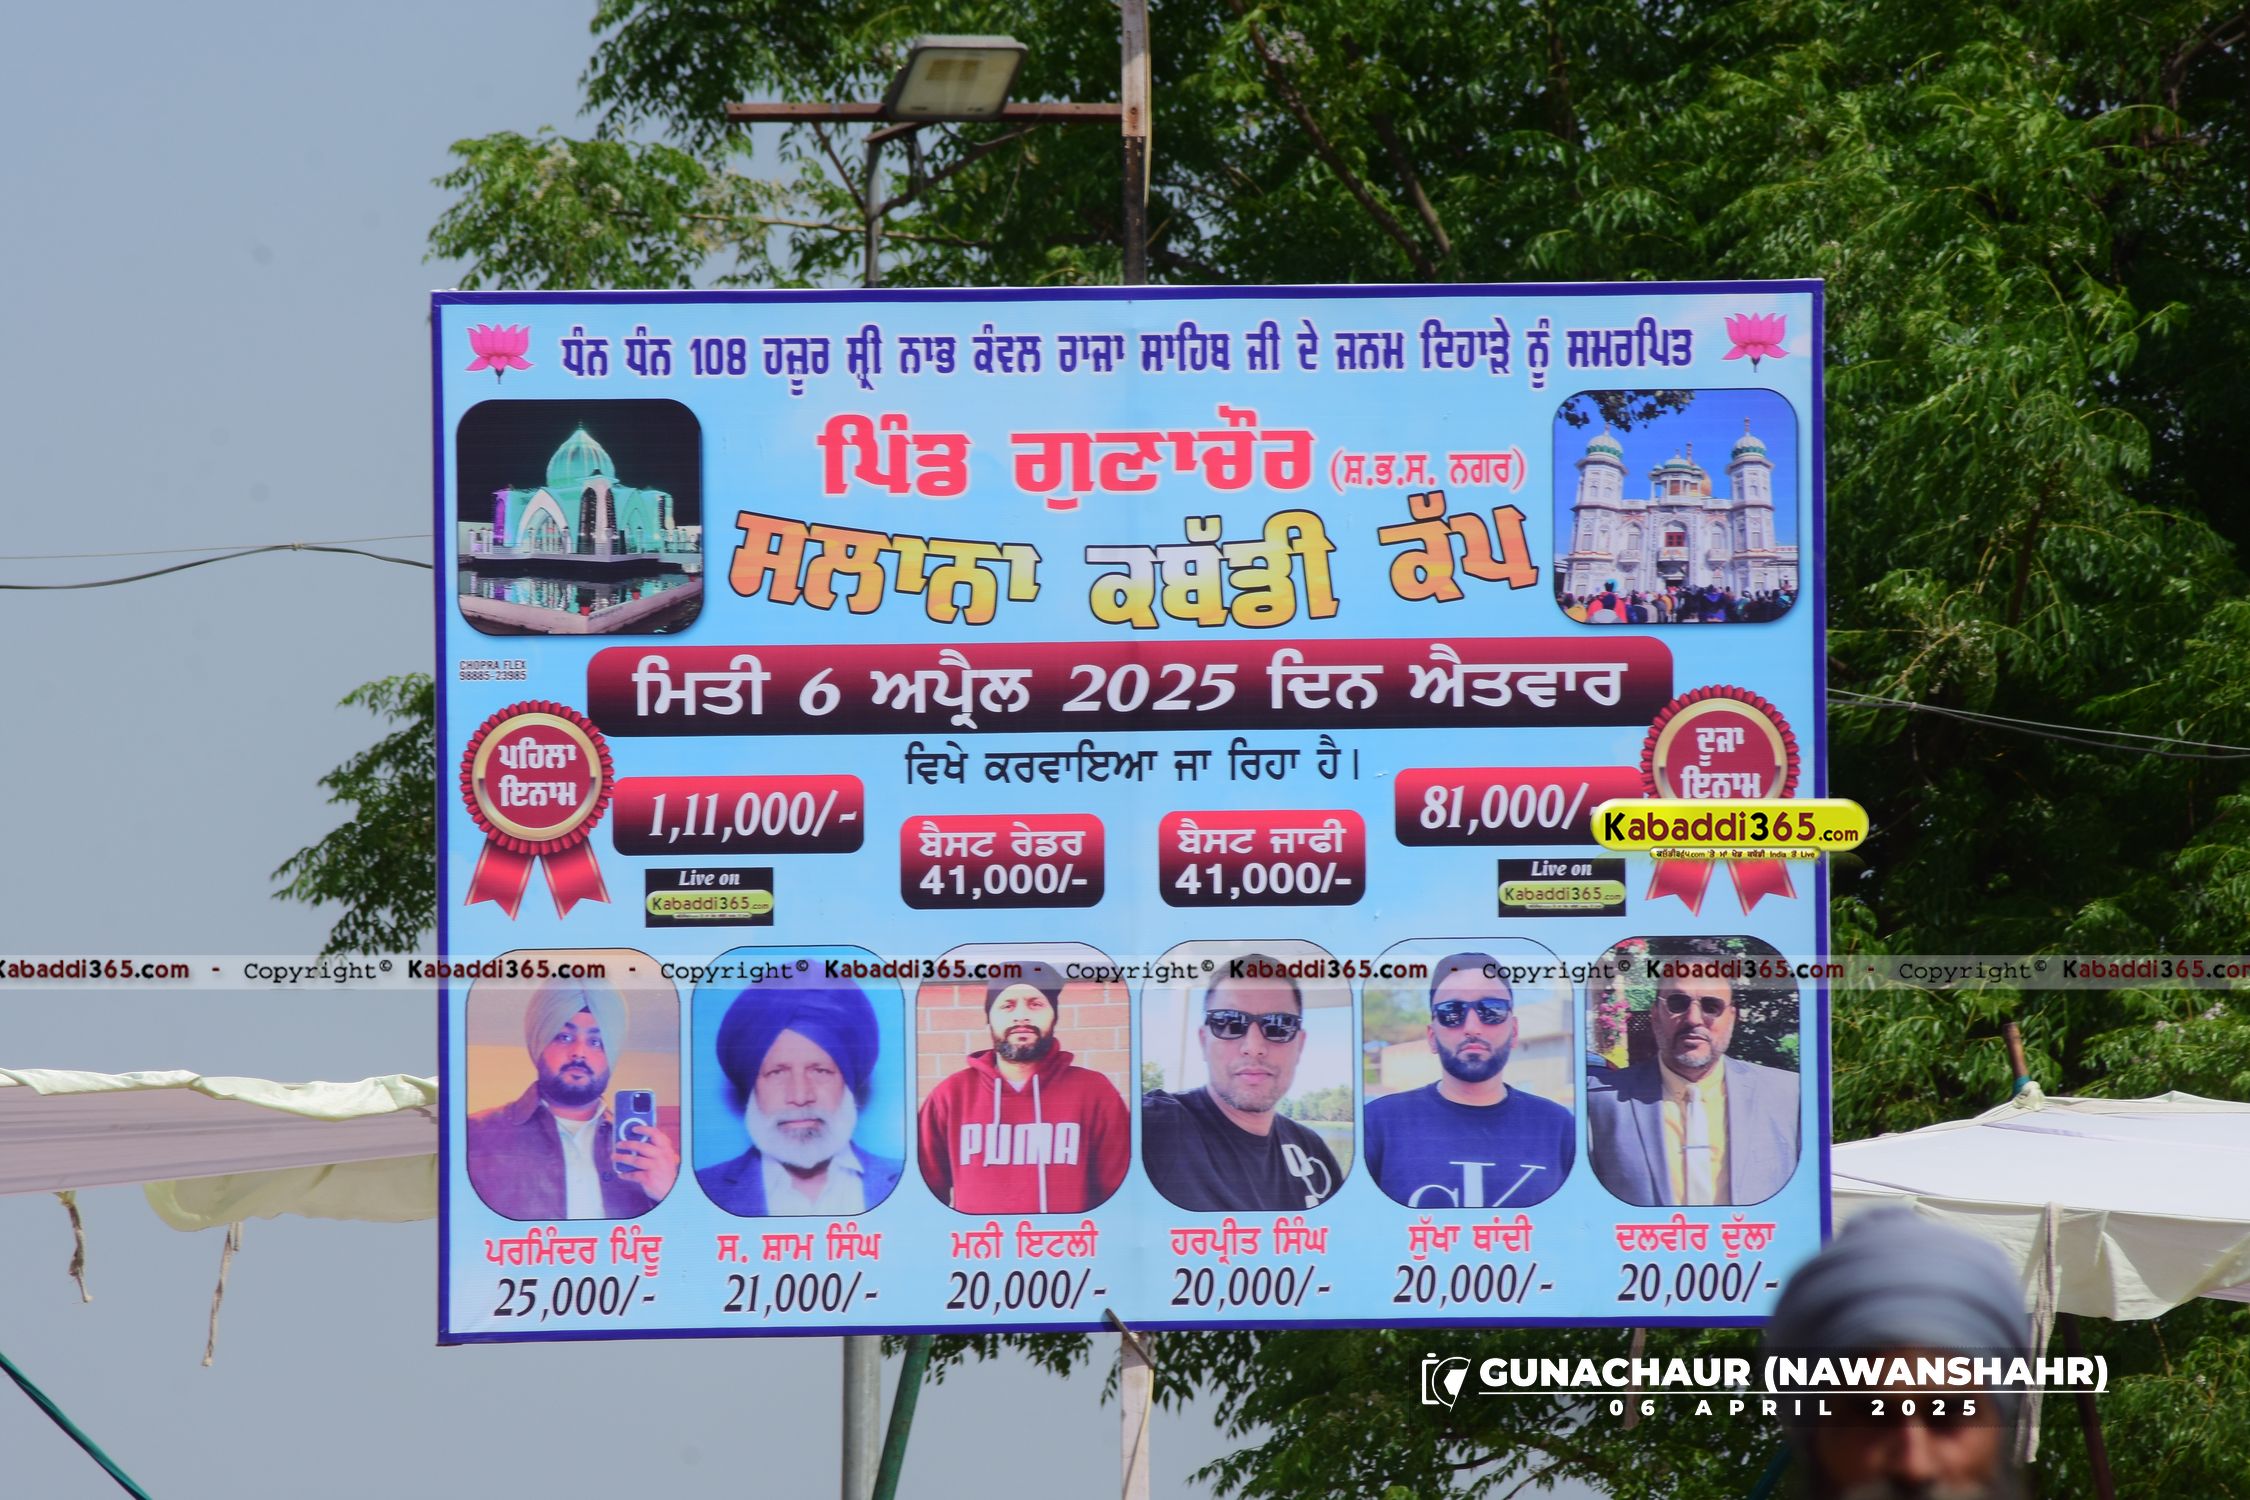 ਧੰਨ ਧੰਨ 108 ਹਜ਼ੂਰ ਸ਼੍ਰੀ ਨਾਭ ਕੰਵਲ ਰਾਜਾ ਸਾਹਿਬ ਜੀ ਦੇ ਜਨਮ ਦਿਹਾੜੇ ਨੂੰ ਸਮਰਪਿਤ
ਪਿੰਡ ਗੁਣਾਚੌਰ (ਸ਼.ਭ.ਸ. ਨਗਰ)
ਸਲਾਨਾ ਕਬੱਡੀ ਕੱਪ
CHOPRA FLEX
98885-23985
ਮਿਤੀ 6 ਅਪ੍ਰੈਲ 2025 ਦਿਨ ਐਤਵਾਰ
ਵਿਖੇ ਕਰਵਾਇਆ ਜਾ ਰਿਹਾ ਹੈ।
ਪਹਿਲਾ
ਇਨਾਮ
1,11,000/-
ਦੂਜਾ
ਇਨਾਮ
81,000/-
Kabaddi365.com
ਬੈਸਟ ਰੇਡਰ
41,000/-
ਬੈਸਟ ਜਾਫੀ
41,000/-
Live on
Kabaddi365.com
Live on
Kabaddi365.com
Kabaddi365.com - Copyright© Kabaddi365.com - Copyright© Kabaddi365.com - Copyright© Kabaddi365.com - Copyright© Kabaddi365.com - Copyright© Kabaddi365.com
PUMA
CK
ਪਰਮਿੰਦਰ ਪਿੰਦੂ
25,000/-
ਸ. ਸ਼ਾਮ ਸਿੰਘ
21,000/-
ਮਨੀ ਇਟਲੀ
20,000/-
ਹਰਪ੍ਰੀਤ ਸਿੰਘ
20,000/-
ਸੁੱਖਾ ਥਾਂਦੀ
20,000/-
ਦਲਵੀਰ ਦੁੱਲਾ
20,000/-
GUNACHAUR (NAWANSHAHR)
06 APRIL 2025